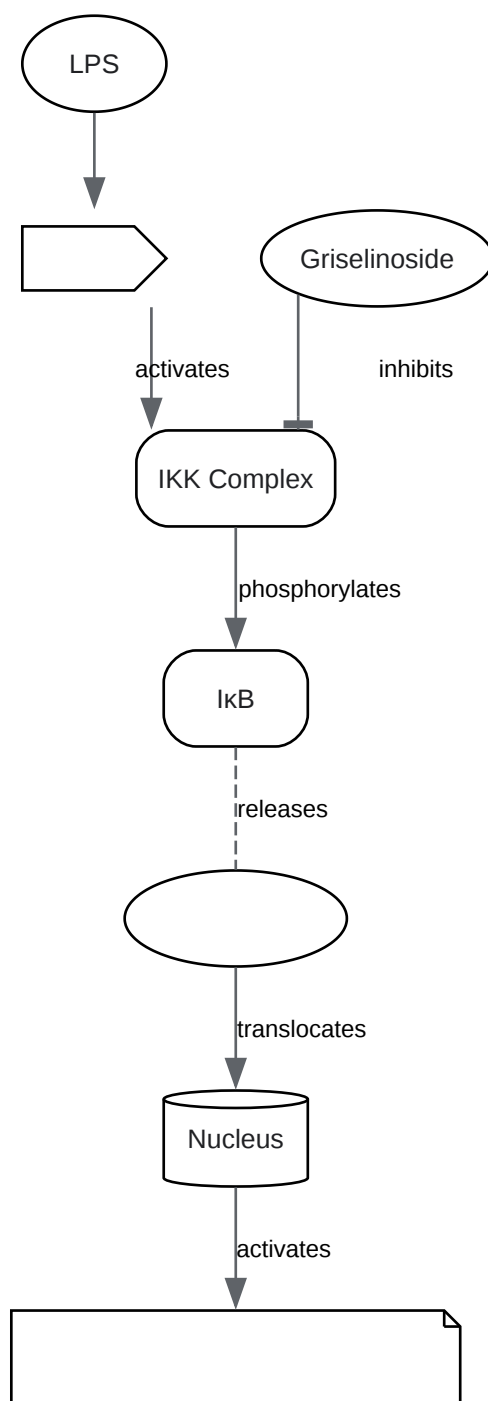 LPS
Griselinoside
activates
inhibits
IKK Complex
phosphorylates
IκB
releases
translocates
Nucleus
activates